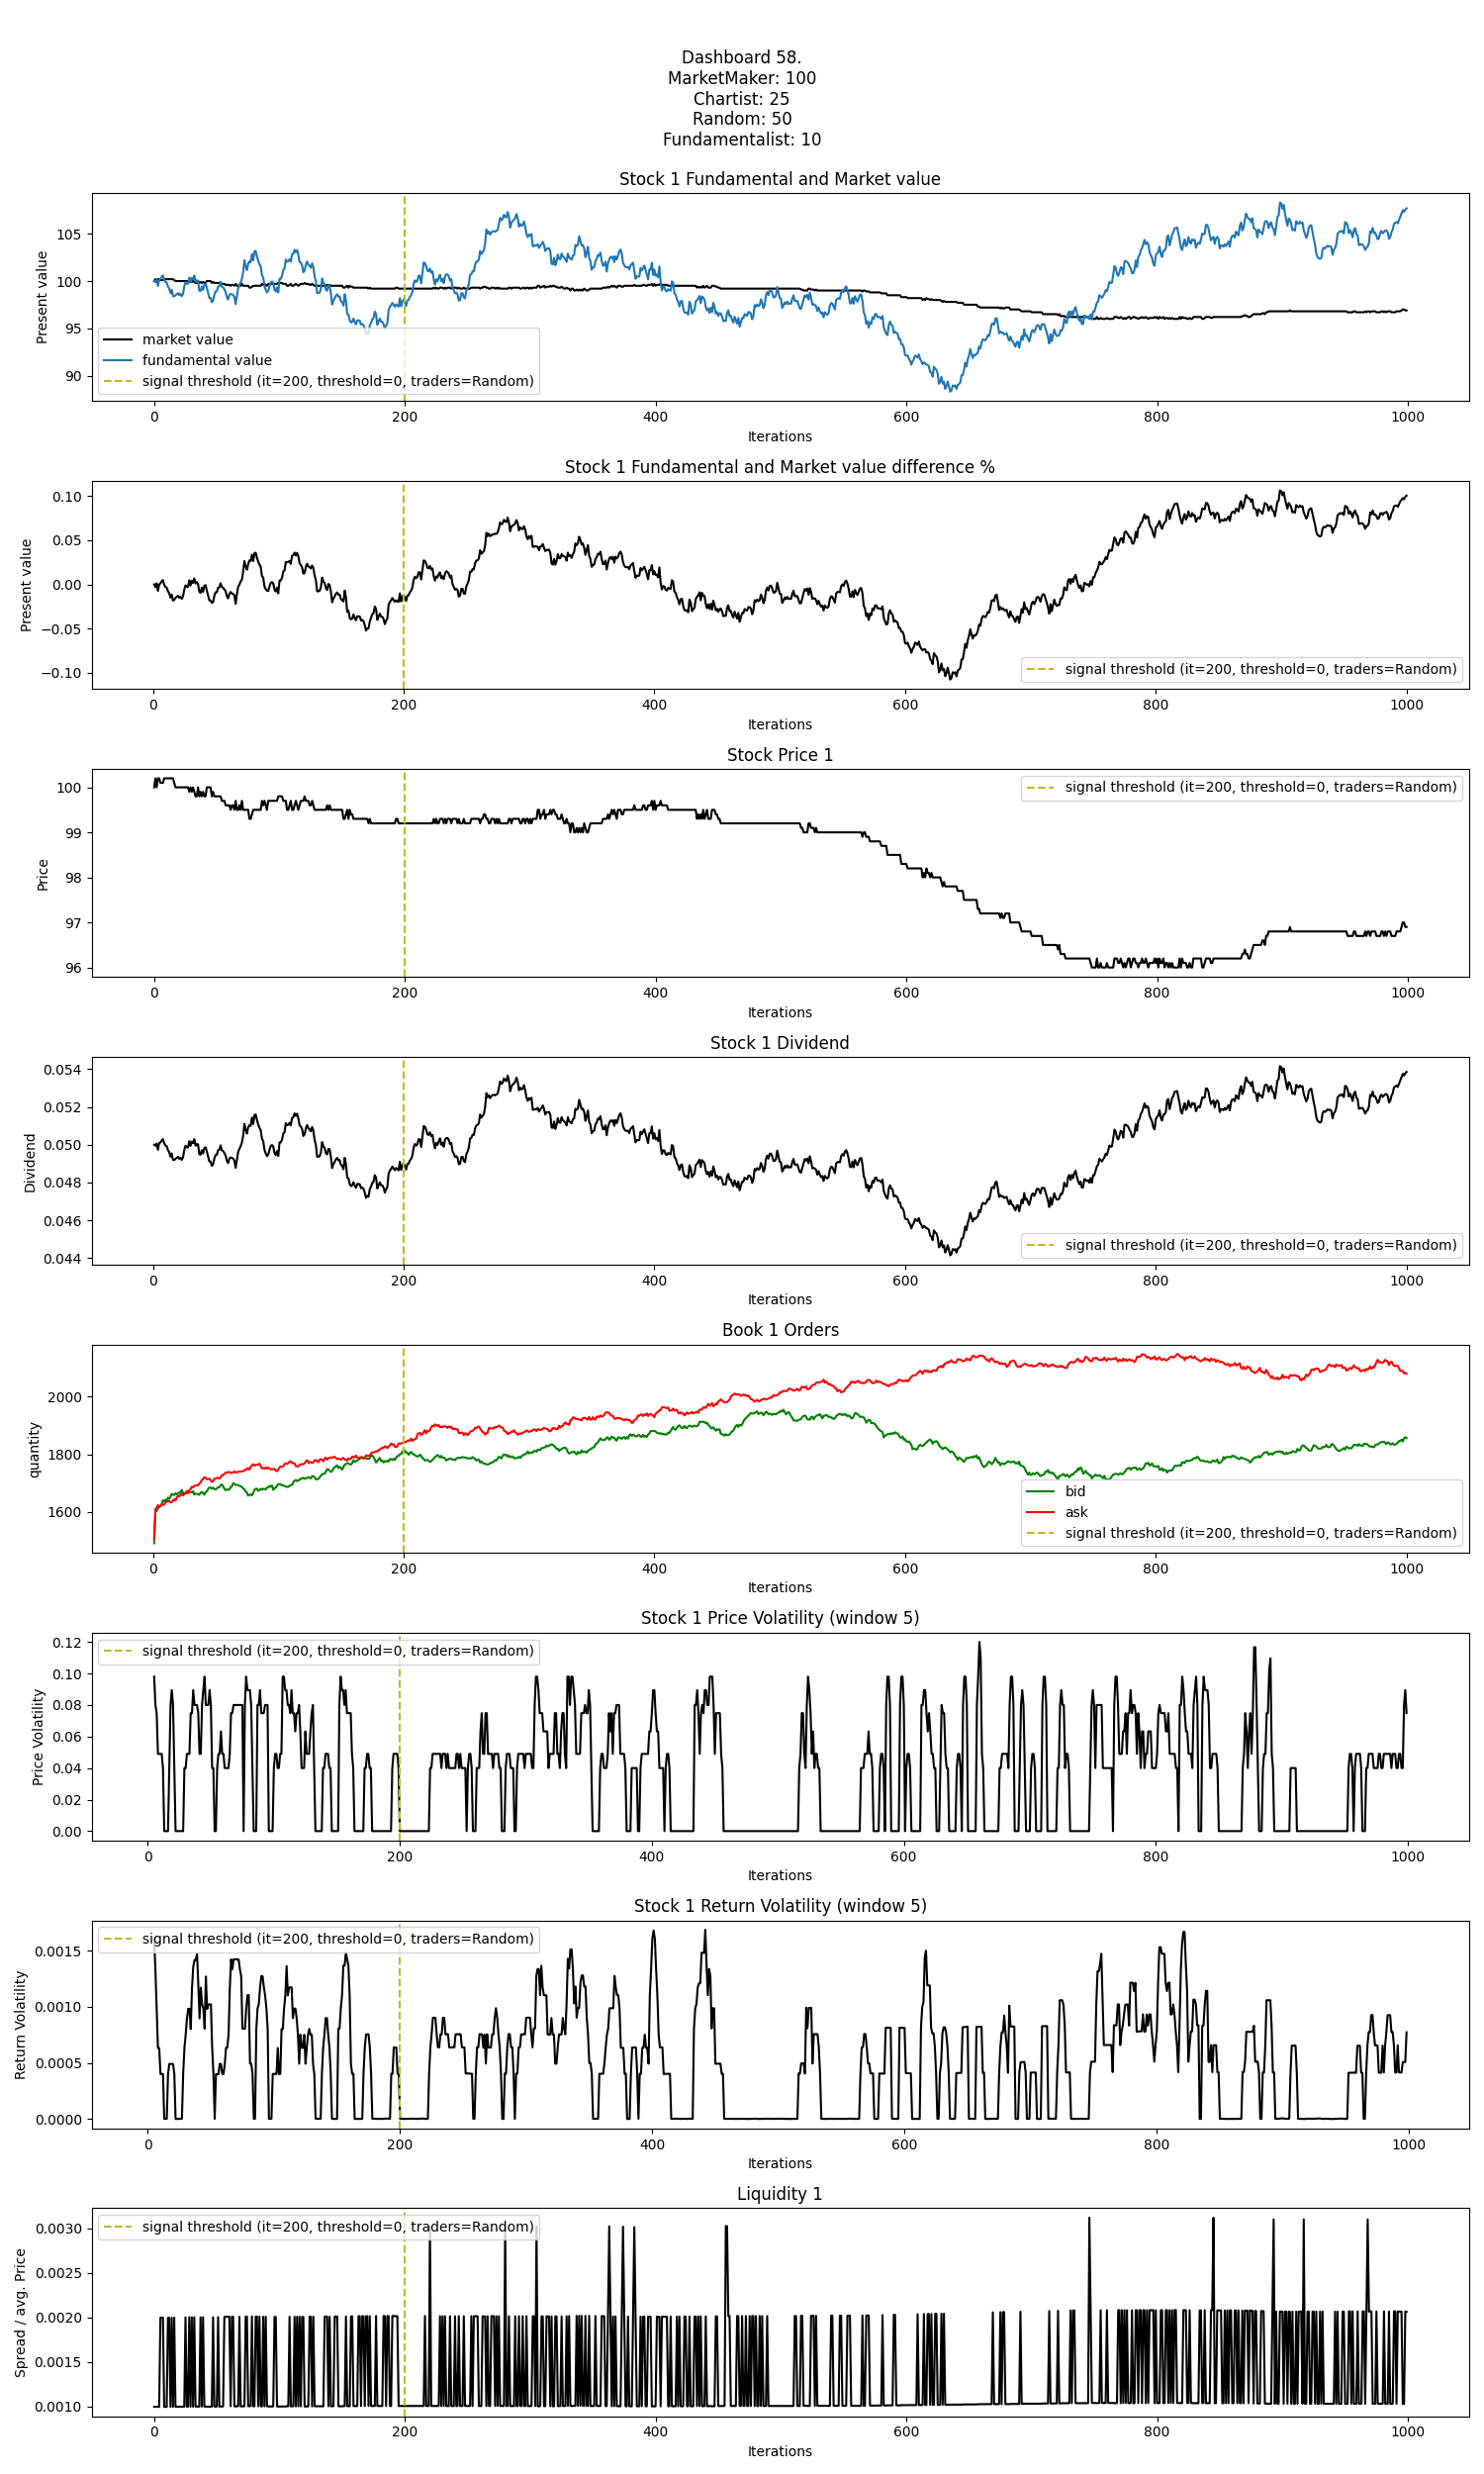 Dashboard 58.
MarketMaker: 100
Chartist: 25
Random: 50
Fundamentalist: 10
Stock 1 Fundamental and Market value
Present value
105
100
95
90
market value
fundamental value
signal threshold (it=200, threshold=0, traders=Random)
0 200 400 600 800 1000
Iterations
Stock 1 Fundamental and Market value difference %
Present value
0.10
0.05
0.00
−0.05
−0.10
signal threshold (it=200, threshold=0, traders=Random)
0 200 400 600 800 1000
Iterations
Stock Price 1
Price
100
99
98
97
96
signal threshold (it=200, threshold=0, traders=Random)
0 200 400 600 800 1000
Iterations
Stock 1 Dividend
Dividend
0.054
0.052
0.050
0.048
0.046
0.044
signal threshold (it=200, threshold=0, traders=Random)
0 200 400 600 800 1000
Iterations
Book 1 Orders
quantity
2000
1800
1600
bid
ask
signal threshold (it=200, threshold=0, traders=Random)
0 200 400 600 800 1000
Iterations
Stock 1 Price Volatility (window 5)
Price Volatility
0.12
0.10
0.08
0.06
0.04
0.02
0.00
signal threshold (it=200, threshold=0, traders=Random)
0 200 400 600 800 1000
Iterations
Stock 1 Return Volatility (window 5)
Return Volatility
0.0015
0.0010
0.0005
0.0000
signal threshold (it=200, threshold=0, traders=Random)
0 200 400 600 800 1000
Iterations
Liquidity 1
Spread / avg. Price
0.0030
0.0025
0.0020
0.0015
0.0010
signal threshold (it=200, threshold=0, traders=Random)
0 200 400 600 800 1000
Iterations